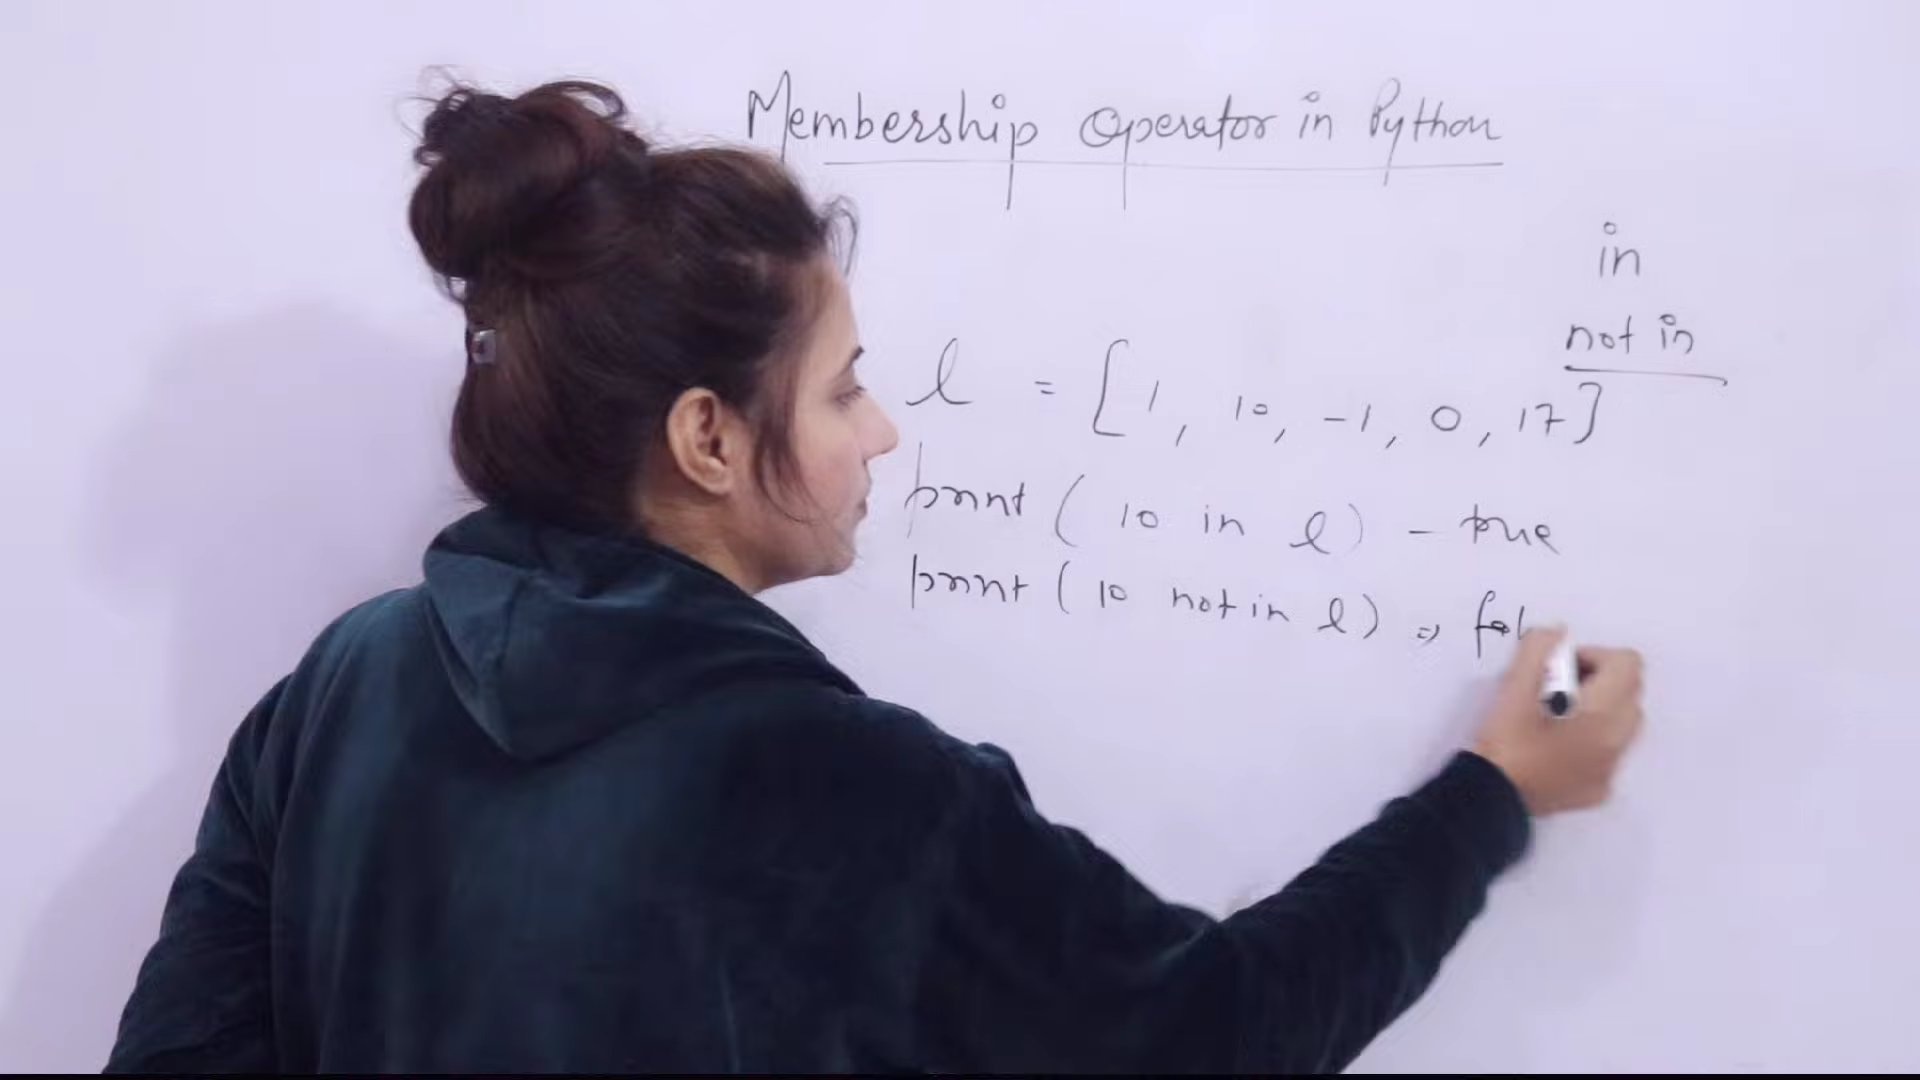 Membership Operator in Python
in
not in
l = [1, 10, -1, 0, 17]
print ( 10 in l ) - true
print ( 10 not in l ) =>